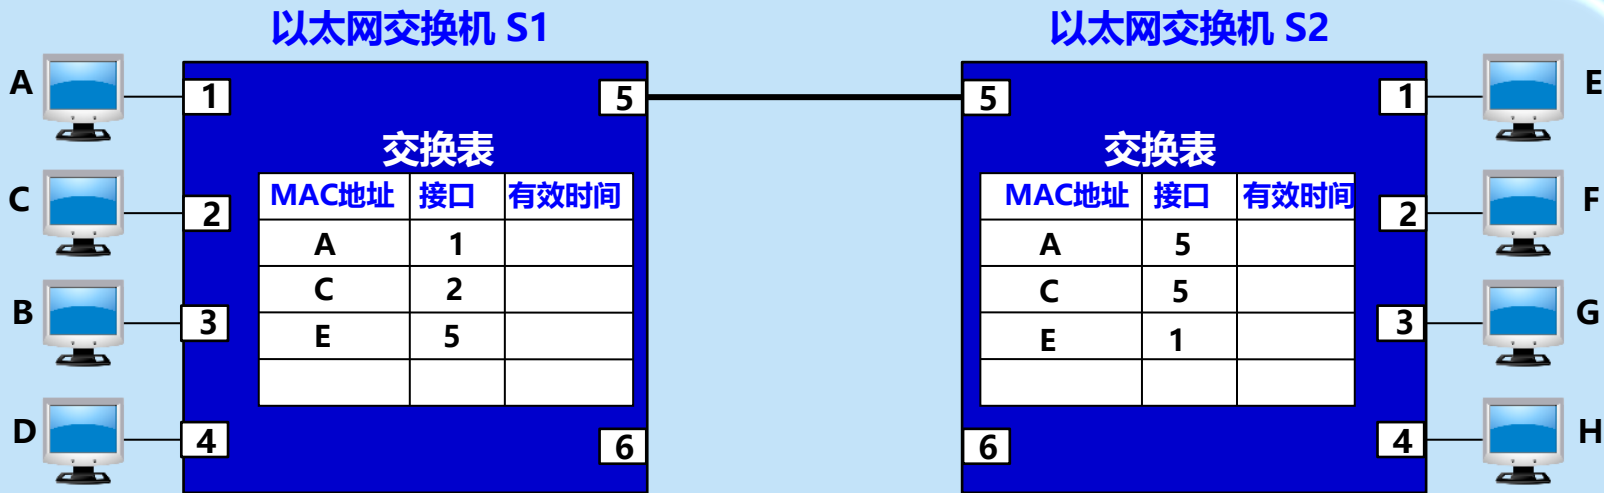 以太网交换机 S1
以太网交换机 S2
A
1
5
5
1
E
交换表
交换表
MAC地址 接口 有效时间
MAC地址 接口 有效时间
C
2
2
F
A 1
A 5
C 2
C 5
B
3
E 5
E 1
3
G
D
4
6
6
4
H